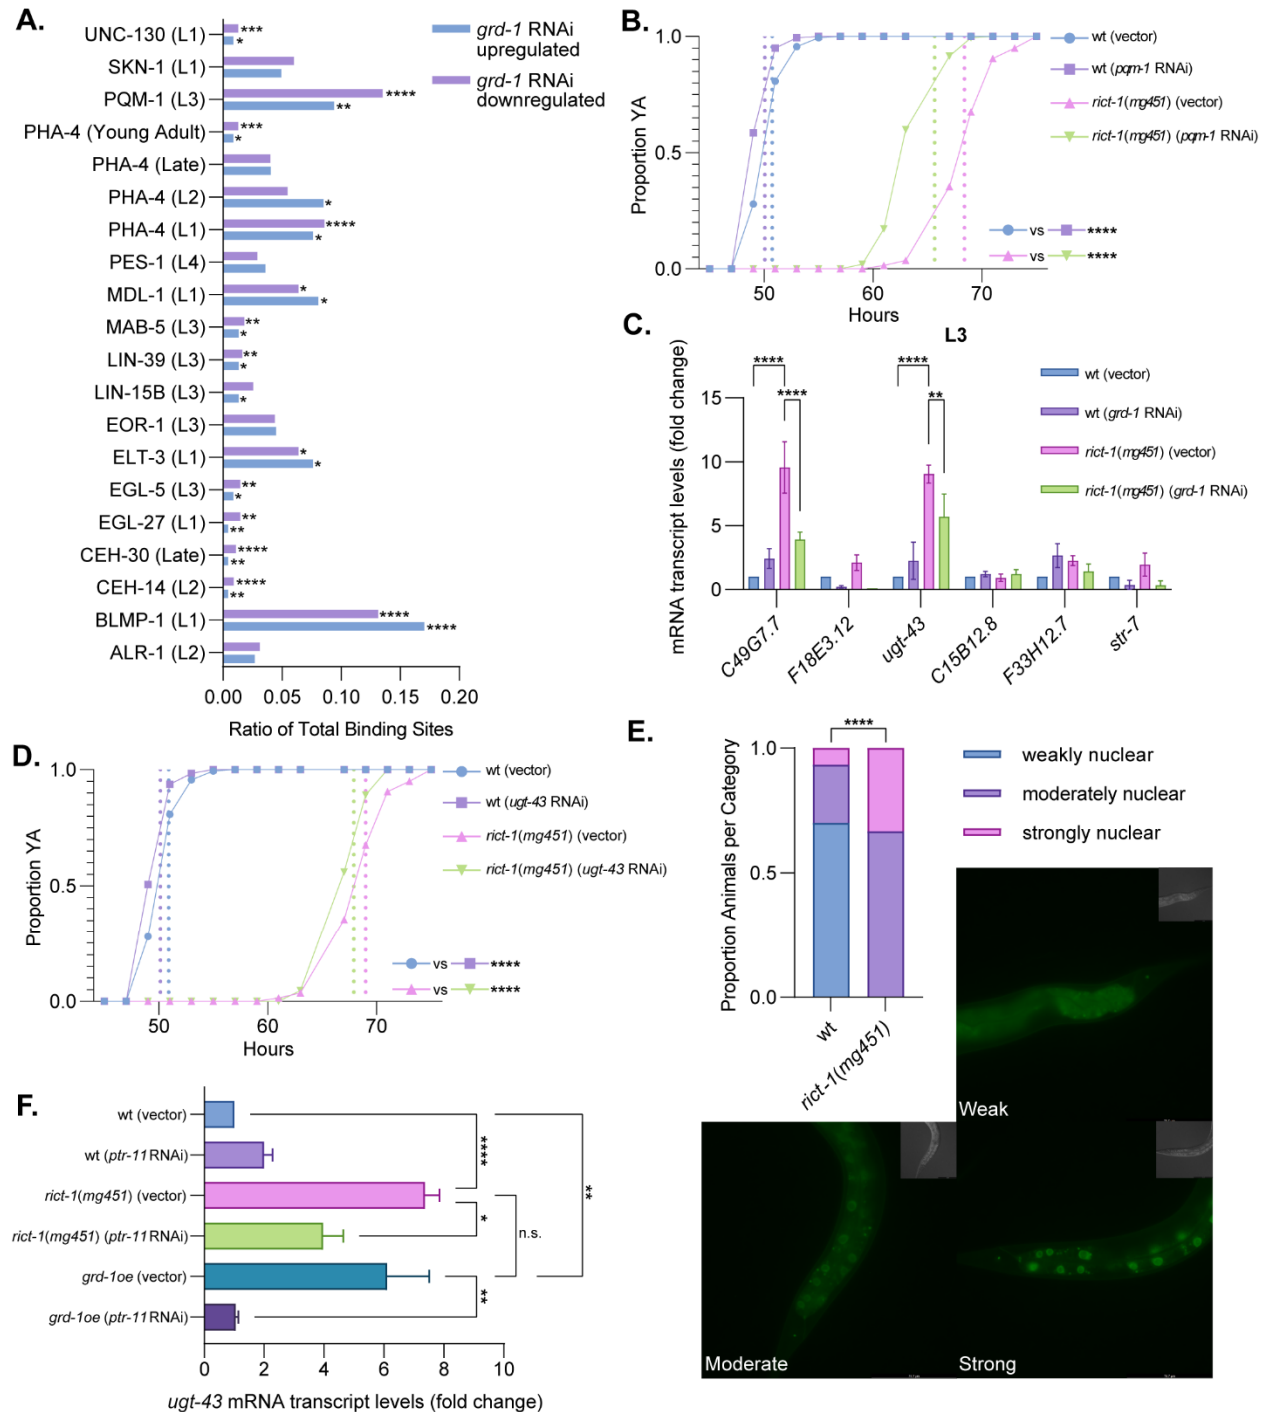 A.
UNC-130 (L1)
SKN-1 (L1)
PQM-1 (L3)
PHA-4 (Young Adult)
PHA-4 (Late)
PHA-4 (L2)
PHA-4 (L1)
PES-1 (L4)
MDL-1 (L1)
MAB-5 (L3)
LIN-39 (L3)
LIN-15B (L3)
EOR-1 (L3)
ELT-3 (L1)
EGL-5 (L3)
EGL-27 (L1)
CEH-30 (Late)
CEH-14 (L2)
BLMP-1 (L1)
ALR-1 (L2)
***
*
****
**
***
*
*
****
*
*
*
**
*
**
*
*
*
*
**
*
**
**
****
**
****
**
****
****
0.00 0.05 0.10 0.15 0.20
Ratio of Total Binding Sites
grd-1 RNAi
upregulated
grd-1 RNAi
downregulated
B.
Proportion YA
1.0
0.5
0.0
50 60 70
Hours
wt (vector)
wt (pqm-1 RNAi)
rict-1(mg451) (vector)
rict-1(mg451) (pqm-1 RNAi)
vs ****
vs ****
C.
L3
mRNA transcript levels (fold change)
15
10
5
0
****
****
****
**
C49G7.7
F18E3.12
ugt-43
C15B12.8
F33H12.7
str-7
wt (vector)
wt (grd-1 RNAi)
rict-1(mg451) (vector)
rict-1(mg451) (grd-1 RNAi)
D.
Proportion YA
1.0
0.5
0.0
50 60 70
Hours
wt (vector)
wt (ugt-43 RNAi)
rict-1(mg451) (vector)
rict-1(mg451) (ugt-43 RNAi)
vs ****
vs ****
E.
Proportion Animals per Category
1.0
0.5
0.0
****
wt
rict-1(mg451)
weakly nuclear
moderately nuclear
strongly nuclear
Weak
Moderate
Strong
F.
wt (vector)
wt (ptr-11RNAi)
rict-1(mg451) (vector)
rict-1(mg451) (ptr-11RNAi)
grd-1oe (vector)
grd-1oe (ptr-11RNAi)
****
*
**
n.s.
**
0 2 4 6 8 10
ugt-43 mRNA transcript levels (fold change)